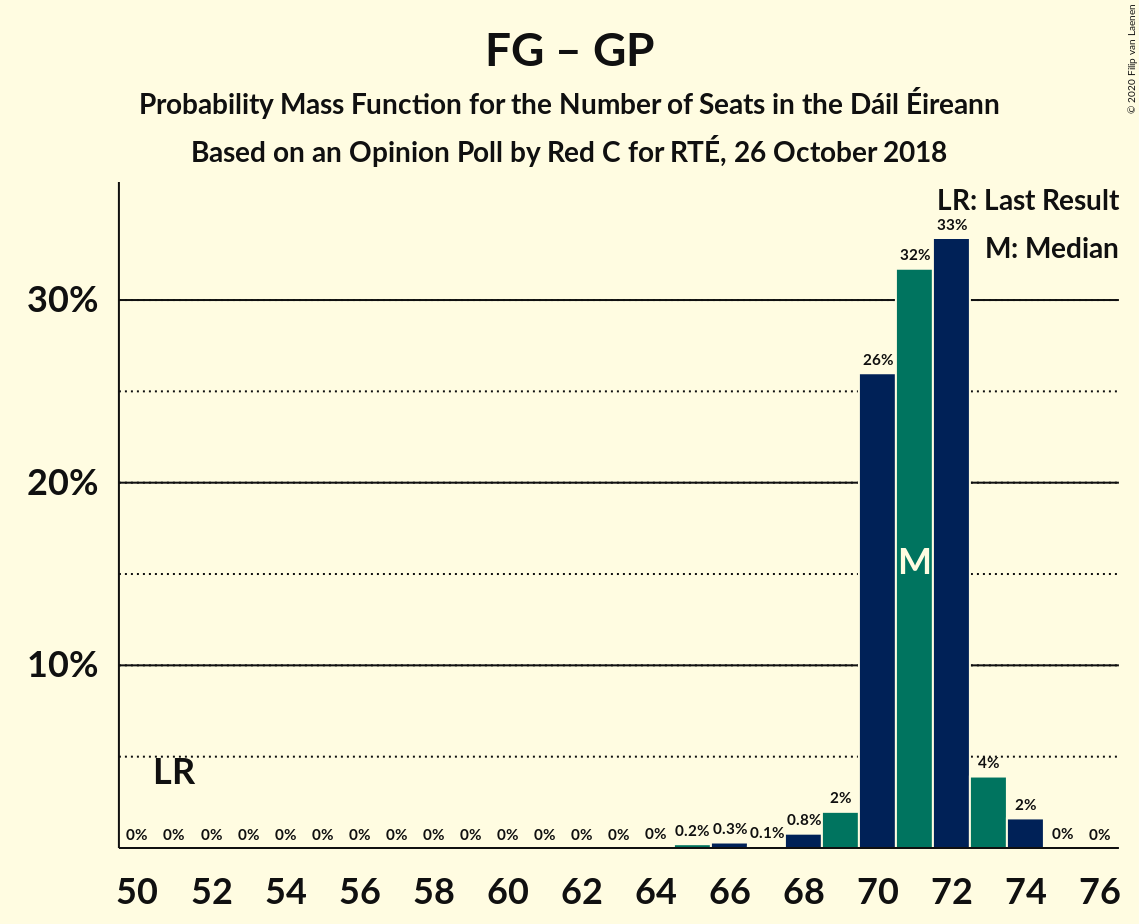 FG – GP
Probability Mass Function for the Number of Seats in the Dáil Éireann
Based on an Opinion Poll by Red C for RTÉ, 26 October 2018
© 2020 Filip van Laenen
LR: Last Result
M: Median
30%
20%
10%
LR
M
0% 0% 0% 0% 0% 0% 0% 0% 0% 0% 0% 0% 0% 0% 0% 0.2% 0.3% 0.1% 0.8% 2% 26% 32% 33% 4% 2% 0% 0%
50 52 54 56 58 60 62 64 66 68 70 72 74 76